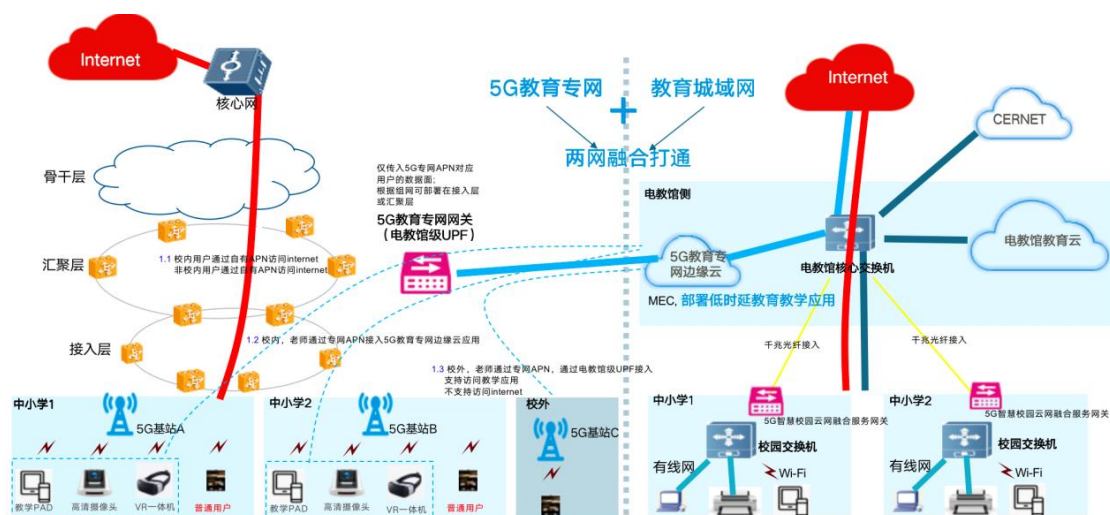 Internet
核心网
骨干层
汇聚层
接入层
1.1 校内用户通过自有APN访问internet
非校内用户通过自有APN访问internet
1.2 校内，老师通过专网APN接入5G教育专网边缘云应用
1.3 校外，老师通过专网APN，通过电教馆级UPF接入
支持访问教学应用
不支持访问internet
仅传入5G专网APN对应
用户的数据面;
根据组网可部署在接入层
或汇聚层
5G教育专网网关
（电教馆级UPF）
中小学1
5G基站A
教学PAD
高清摄像头
VR一体机
普通用户
中小学2
5G基站B
教学PAD
高清摄像头
VR一体机
普通用户
校外
5G基站C
5G教育专网
+
教育城域网
两网融合打通
Internet
CERNET
电教馆侧
5G教育专
网边缘云
电教馆核心交换机
电教馆教育云
MEC, 部署低时延教育教学应用
千兆光纤接入
千兆光纤接入
中小学1
5G智慧校园云网融合服务网关
校园交换机
有线网
Wi-Fi
中小学2
5G智慧校园云网融合服务网关
校园交换机
有线网
Wi-Fi